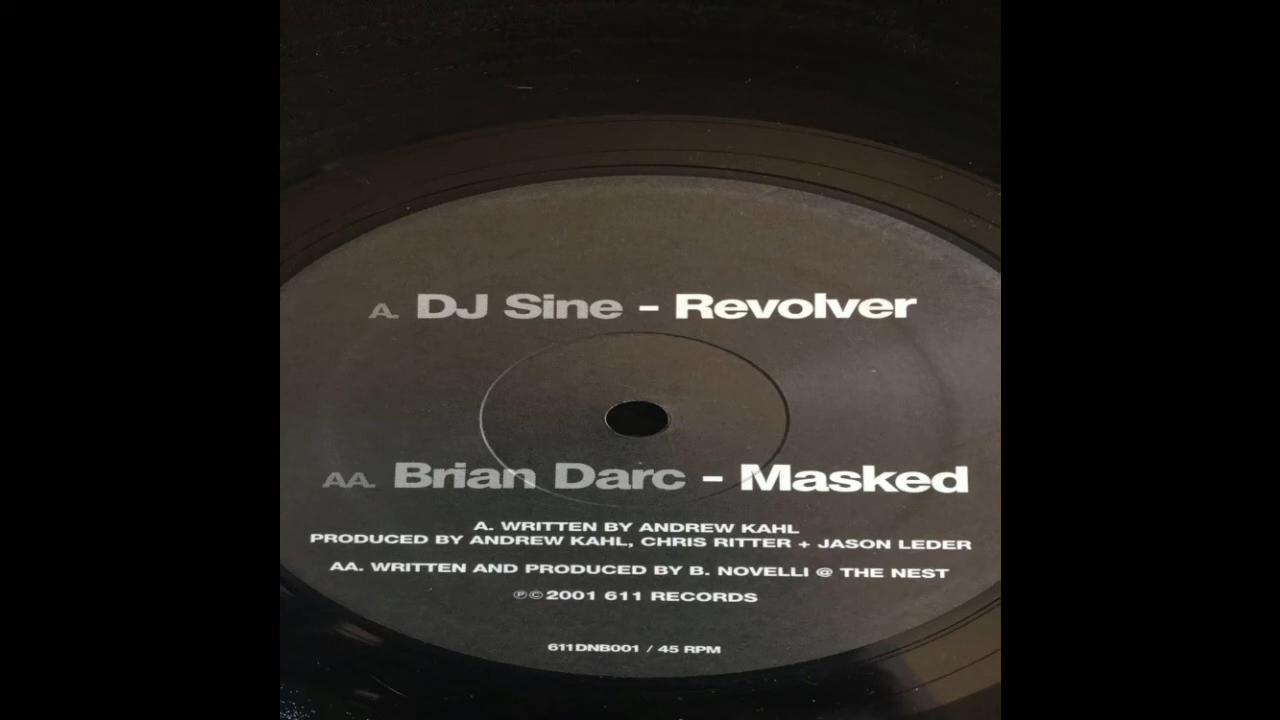 A. DJ Sine - Revolver
AA. Brian Darc - Masked
A. WRITTEN BY ANDREW KAHL
PRODUCED BY ANDREW KAHL, CHRIS RITTER + JASON LEDER
AA. WRITTEN AND PRODUCED BY B. NOVELLI @ THE NEST
℗©2001 611 RECORDS
611DNB001 / 45 RPM